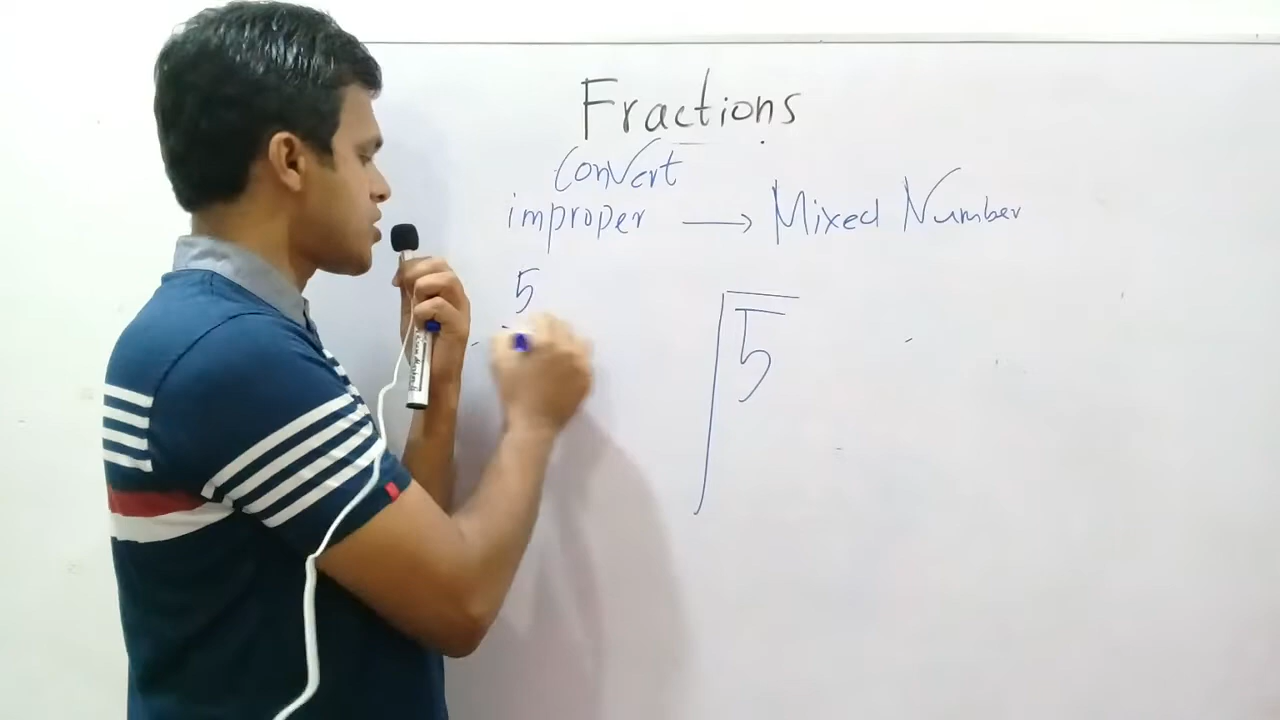 Fractions
Convert
improper → Mixed Number
5
5